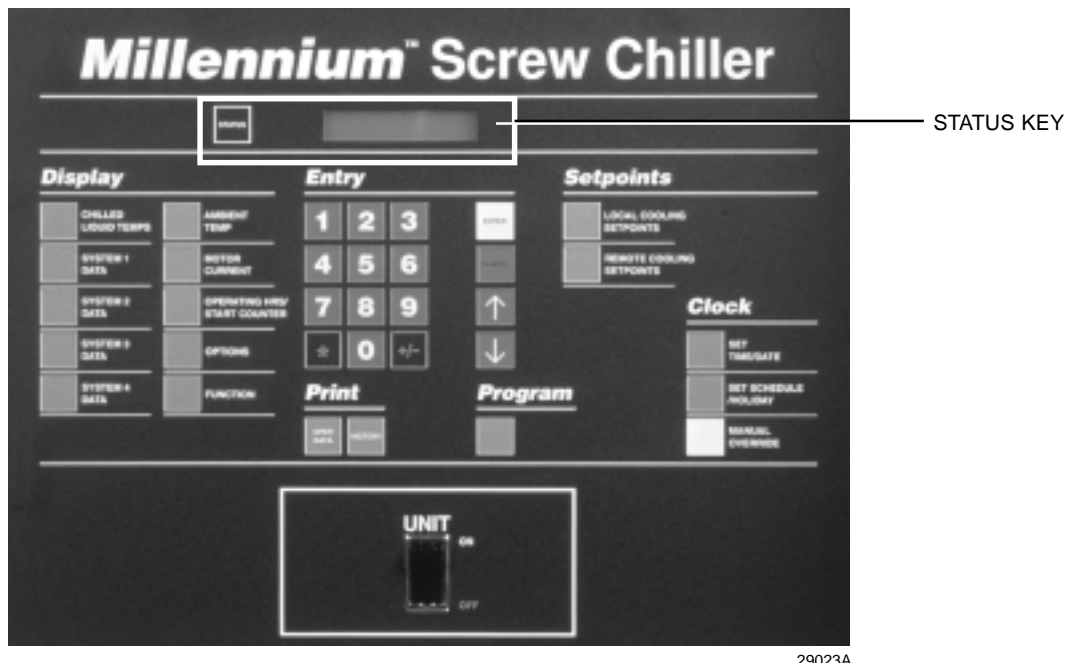 Millennium™ Screw Chiller
STATUS
STATUS KEY
Display
CHILLED
LIQUID TEMPS
SYSTEM 1
DATA
SYSTEM 2
DATA
SYSTEM 3
DATA
SYSTEM 4
DATA
AMBIENT
TEMP
MOTOR
CURRENT
OPERATING HRS/
START COUNTER
OPTIONS
FUNCTION
Entry
1 2 3
4 5 6
7 8 9
* 0 +/-
ENTER
↑
↓
Print
OPER
DATA
HISTORY
Program
Setpoints
LOCAL COOLING
SETPOINTS
REMOTE COOLING
SETPOINTS
Clock
SET
TIME/DATE
SET SCHEDULE
/HOLIDAY
MANUAL
OVERRIDE
UNIT
ON
OFF
29023A